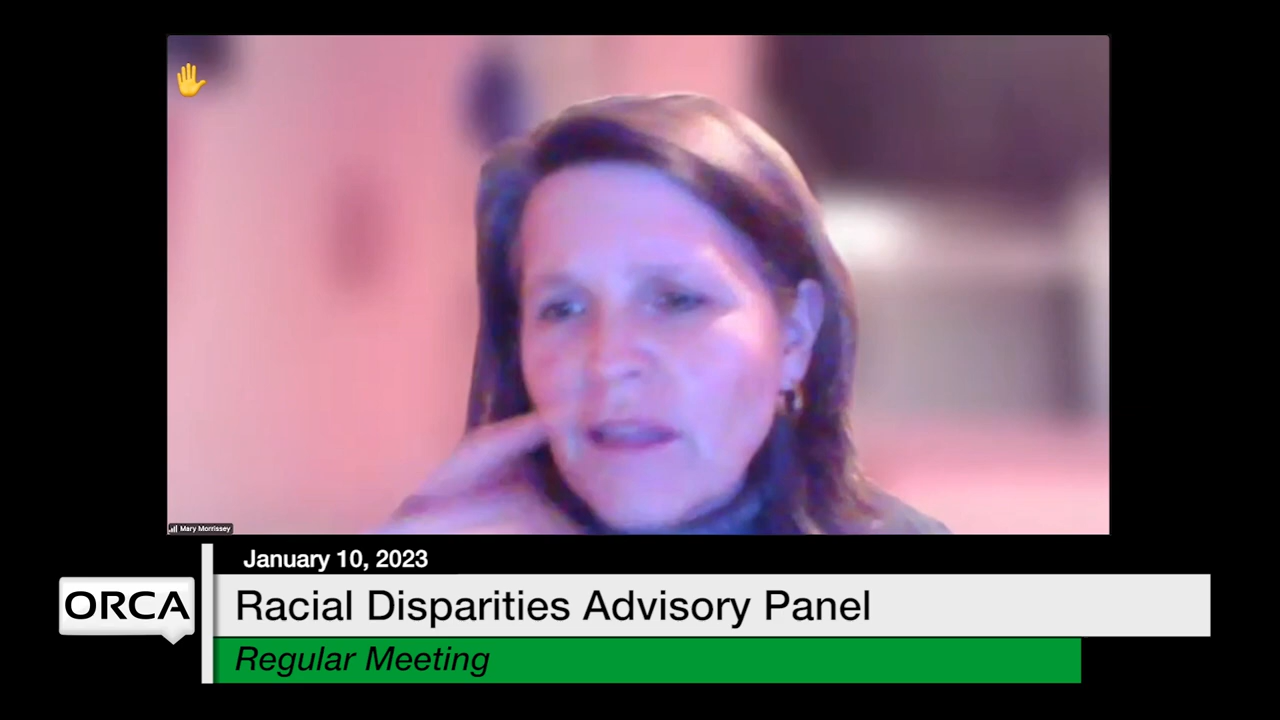 Mary Morrissey
January 10, 2023
ORCA
Racial Disparities Advisory Panel
Regular Meeting